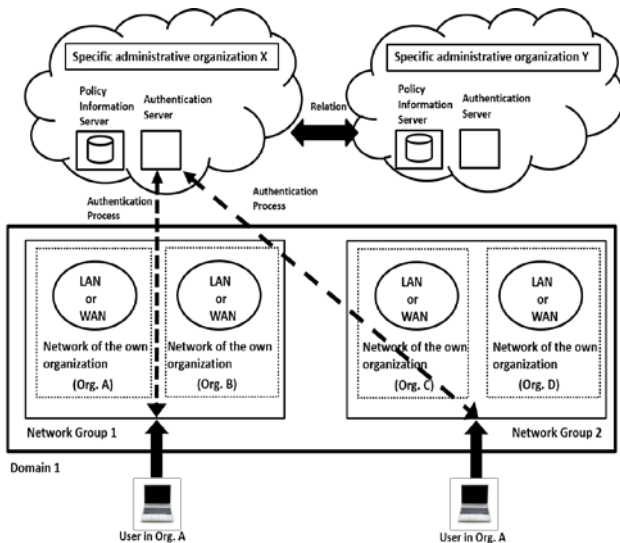 Specific administrative organization X
Specific administrative organization Y
Policy
Information
Server
Authentication
Server
Relation
Policy
Information
Server
Authentication
Server
Authentication
Process
Authentication
Process
LAN
or
WAN
Network of the own
organization
(Org. A)
LAN
or
WAN
Network of the own
organization
(Org. B)
LAN
or
WAN
Network of the own
organization
(Org. C)
LAN
or
WAN
Network of the own
organization
(Org. D)
Network Group 1
Network Group 2
Domain 1
User in Org. A
User in Org. A